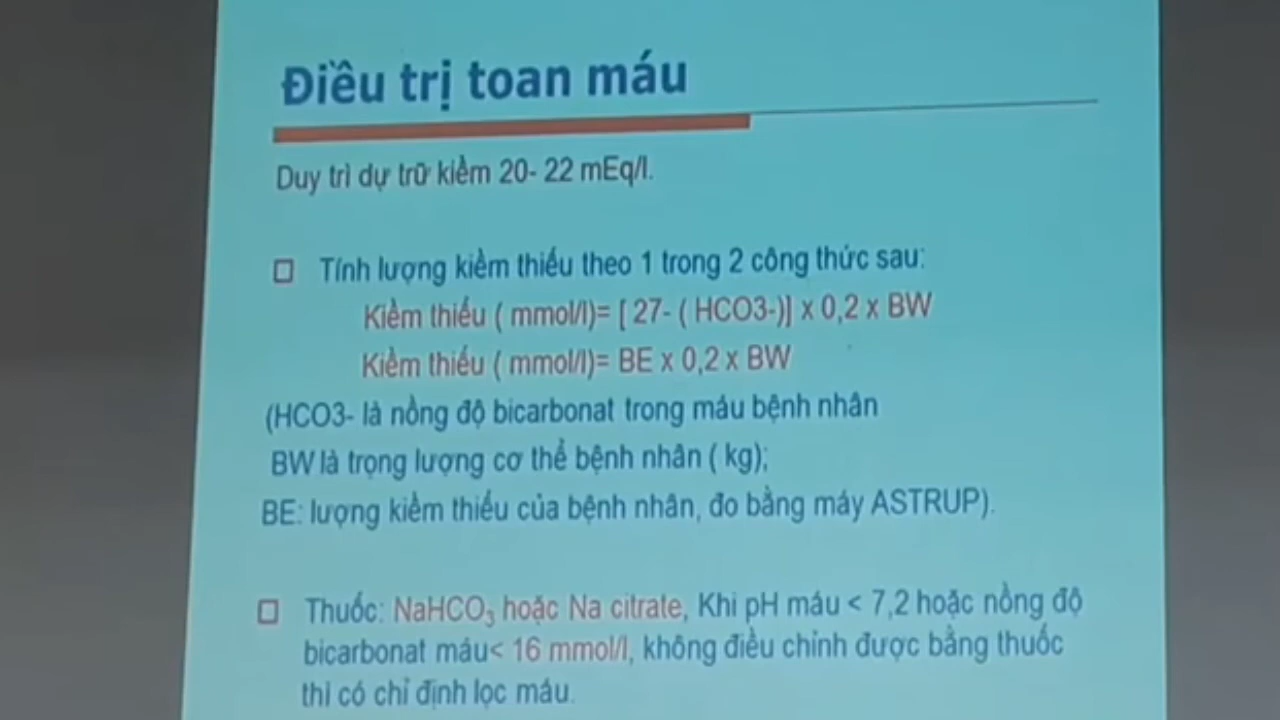 Điều trị toan máu
Duy trì dự trữ kiềm 20- 22 mEq/l.
Tính lượng kiềm thiếu theo 1 trong 2 công thức sau:
Kiềm thiếu ( mmol/l)= [ 27- ( HCO3-)] x 0,2 x BW
Kiềm thiếu ( mmol/l)= BE x 0,2 x BW
(HCO3- là nồng độ bicarbonat trong máu bệnh nhân
BW là trọng lượng cơ thể bệnh nhân ( kg);
BE: lượng kiềm thiếu của bệnh nhân, đo bằng máy ASTRUP).
Thuốc: NaHCO₃ hoặc Na citrate, Khi pH máu < 7,2 hoặc nồng độ
bicarbonat máu< 16 mmol/l, không điều chỉnh được bằng thuốc
thì có chỉ định lọc máu.